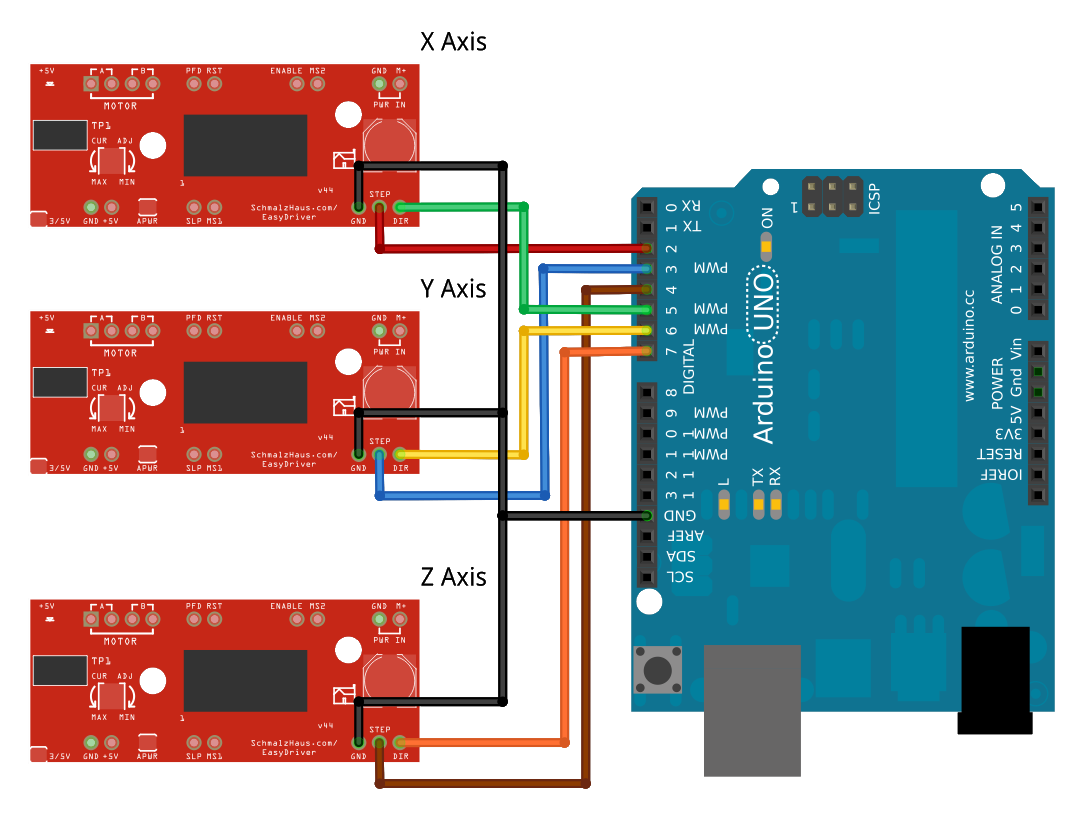 X Axis
+5V A B PFD RST ENABLE MS2 GND M+
MOTOR PWR IN
TP1
CUR ADJ
MAX MIN 1 v44
STEP
SchmalzHaus.com/
EasyDriver
3/5V GND +5V APWR SLP MS1 GND DIR
Y Axis
+5V A B PFD RST ENABLE MS2 GND M+
MOTOR PWR IN
TP1
CUR ADJ
MAX MIN 1 v44
STEP
SchmalzHaus.com/
EasyDriver
3/5V GND +5V APWR SLP MS1 GND DIR
Z Axis
+5V A B PFD RST ENABLE MS2 GND M+
MOTOR PWR IN
TP1
CUR ADJ
MAX MIN 1 v44
STEP
SchmalzHaus.com/
EasyDriver
3/5V GND +5V APWR SLP MS1 GND DIR
RX 0
TX 1
2
PWM 3
4
PWM 5
PWM 6
7
DIGITAL
8
PWM 9
PWM 10
PWM 11
12
13
GND
AREF
SDA
SCL
1 ICSP
ON
Arduino UNO
L
TX
RX
www.arduino.cc
ANALOG IN
5
4
3
2
1
0
POWER
Vin
Gnd
5V
3V3
RESET
IOREF